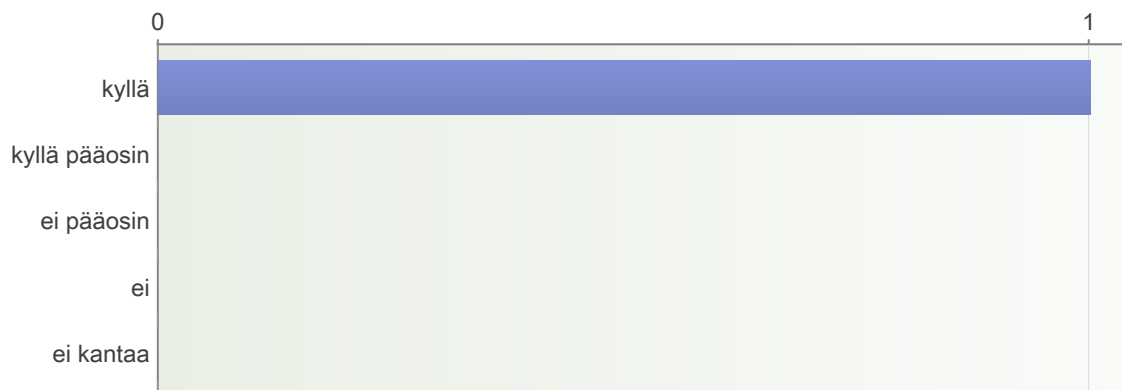 0 1
kyllä
kyllä pääosin
ei pääosin
ei
ei kantaa